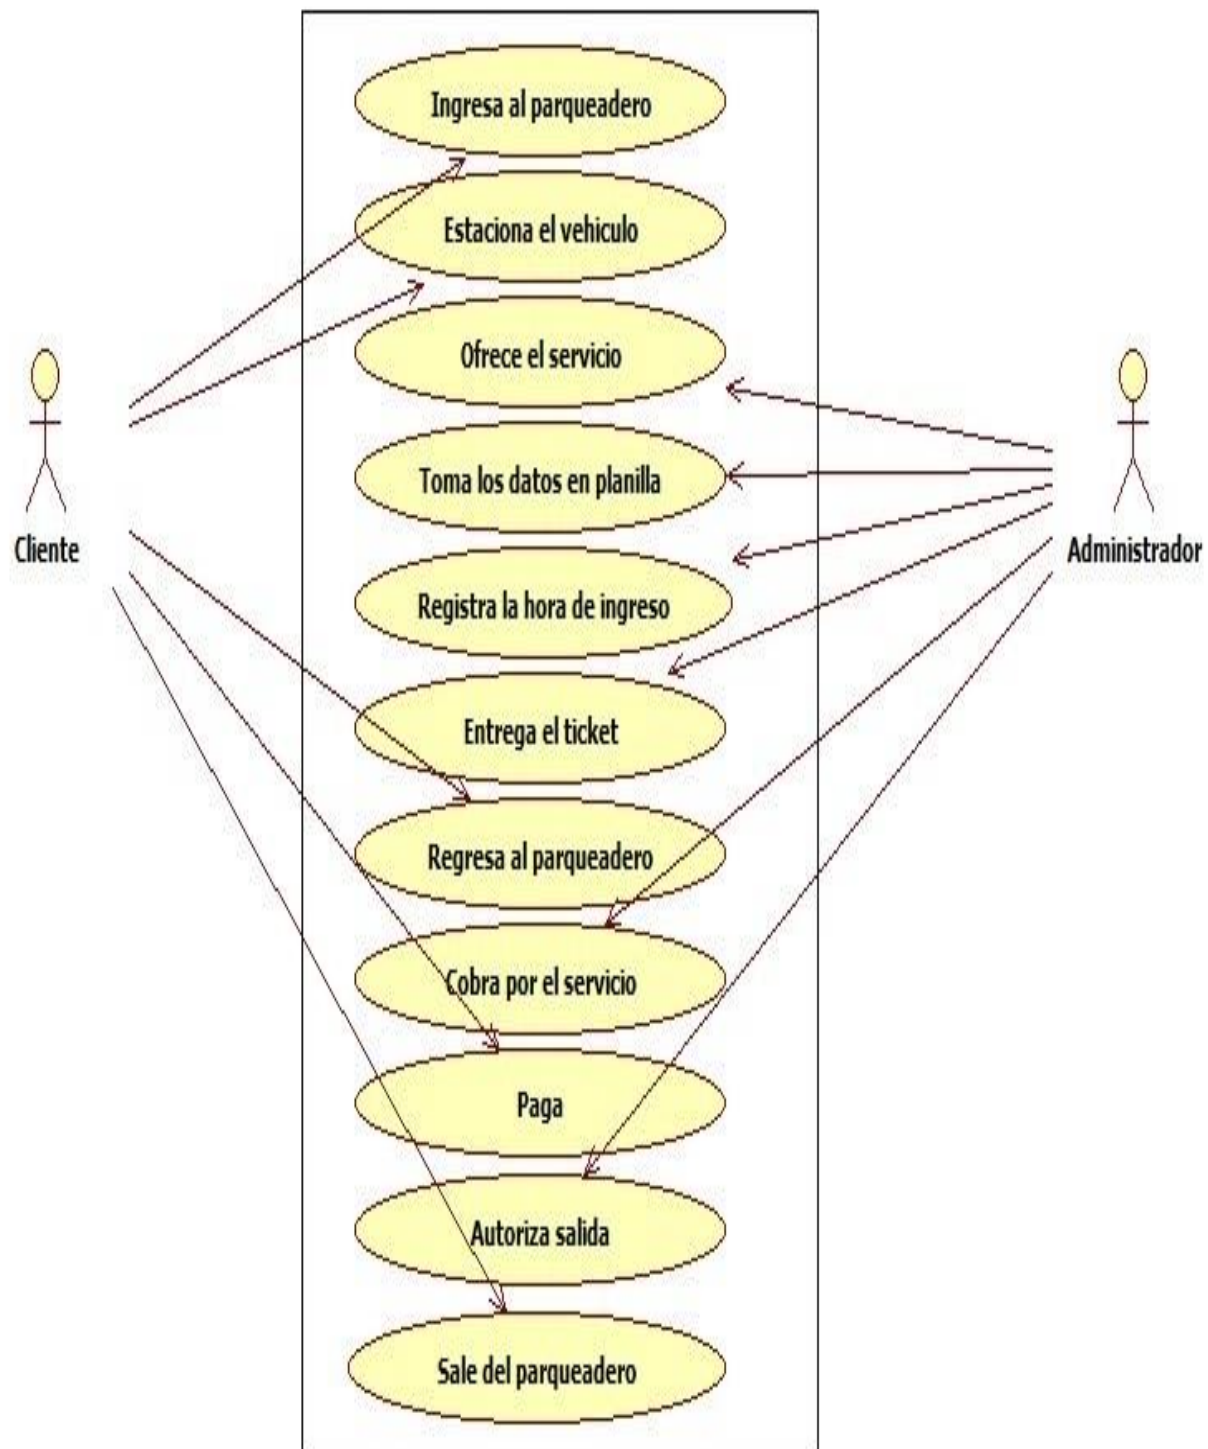 Ingresa al parqueadero
Estaciona el vehiculo
Ofrece el servicio
Toma los datos en planilla
Cliente
Administrador
Registra la hora de ingreso
Entrega el ticket
Regresa al parqueadero
Cobra por el servicio
Paga
Autoriza salida
Sale del parqueadero